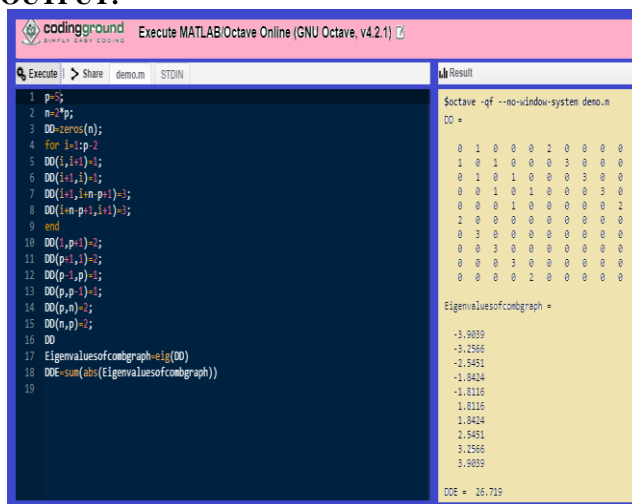 OUTPUT:
codingground Execute MATLAB/Octave Online (GNU Octave, v4.2.1)
SIMPLY EASY CODING
Execute | Share demo.m STDIN
1 p=5;
2 n=2*p;
3 DD=zeros(n);
4 for i=1:p-2
5 DD(i,i+1)=1;
6 DD(i+1,i)=1;
7 DD(i+1,i+n-p+1)=3;
8 DD(i+n-p+1,i+1)=3;
9 end
10 DD(1,p+1)=2;
11 DD(p+1,1)=2;
12 DD(p-1,p)=1;
13 DD(p,p-1)=1;
14 DD(p,n)=2;
15 DD(n,p)=2;
16 DD
17 Eigenvaluesofcombgraph=eig(DD)
18 DDE=sum(abs(Eigenvaluesofcombgraph))
19
Result
$octave -qf --no-window-system demo.m
DD =
0 1 0 0 0 2 0 0 0 0
1 0 1 0 0 0 3 0 0 0
0 1 0 1 0 0 0 3 0 0
0 0 1 0 1 0 0 0 3 0
0 0 0 1 0 0 0 0 0 2
2 0 0 0 0 0 0 0 0 0
0 3 0 0 0 0 0 0 0 0
0 0 3 0 0 0 0 0 0 0
0 0 0 3 0 0 0 0 0 0
0 0 0 0 2 0 0 0 0 0
Eigenvaluesofcombgraph =
-3.9039
-3.2566
-2.5451
-1.8424
-1.8116
1.8116
1.8424
2.5451
3.2566
3.9039
DDE = 26.719